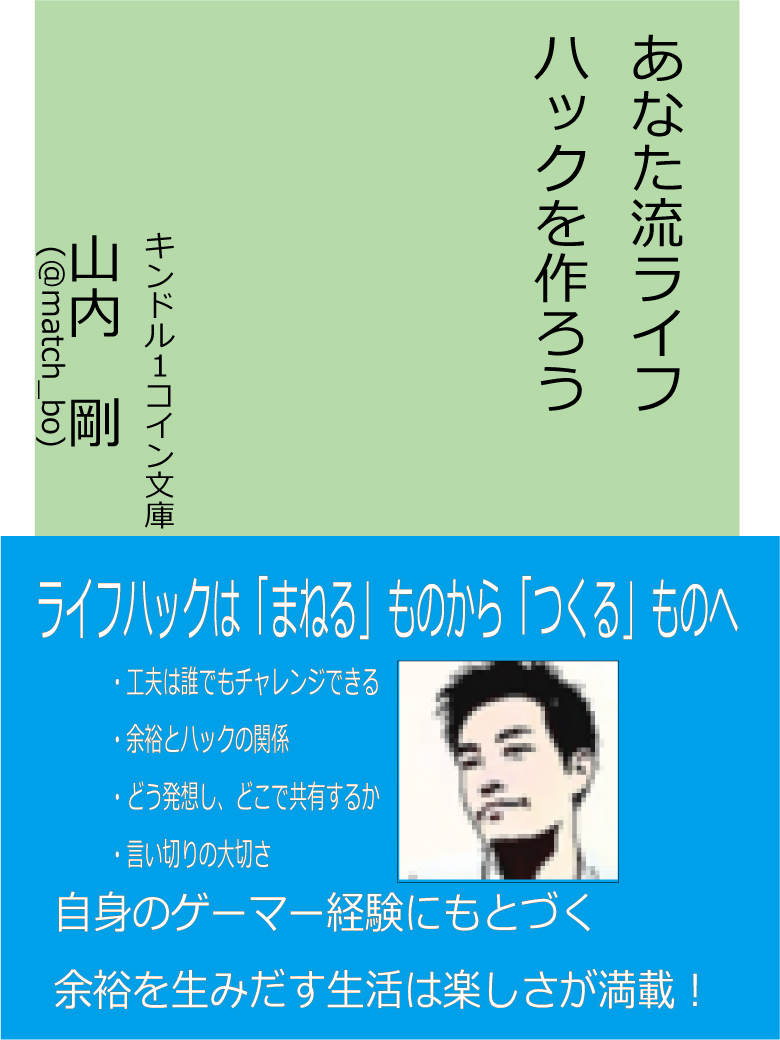 あなた流ライフ
ハックを作ろう
キンドル1コイン文庫
山内 剛
(@match_bo)
ライフハックは「まねる」ものから「つくる」ものへ
・工夫は誰でもチャレンジできる
・余裕とハックの関係
・どう発想し、どこで共有するか
・言い切りの大切さ
自身のゲーマー経験にもとづく
余裕を生みだす生活は楽しさが満載！